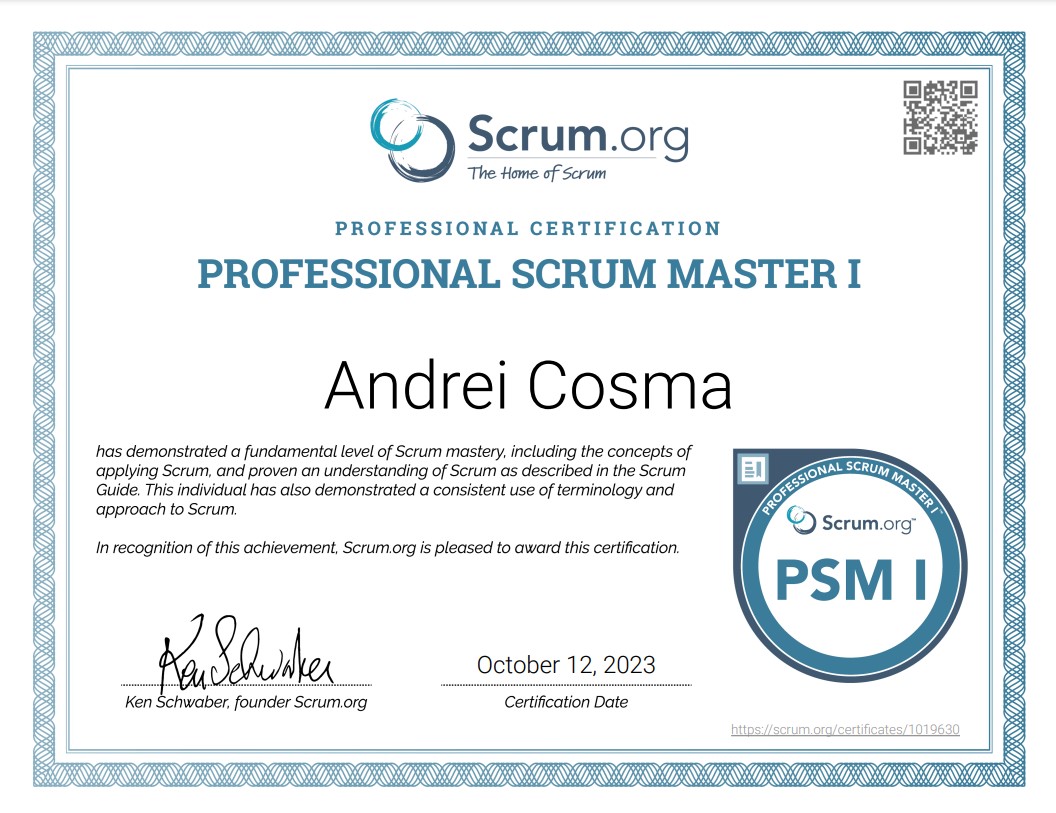 Scrum.org
The Home of Scrum
PROFESSIONAL CERTIFICATION
PROFESSIONAL SCRUM MASTER I
Andrei Cosma
has demonstrated a fundamental level of Scrum mastery, including the concepts of
applying Scrum, and proven an understanding of Scrum as described in the Scrum
Guide. This individual has also demonstrated a consistent use of terminology and
approach to Scrum.
In recognition of this achievement, Scrum.org is pleased to award this certification.
PROFESSIONAL SCRUM MASTER I™
Scrum.org™
PSM I
Ken Schwaber
October 12, 2023
Ken Schwaber, founder Scrum.org
Certification Date
https://scrum.org/certificates/1019630